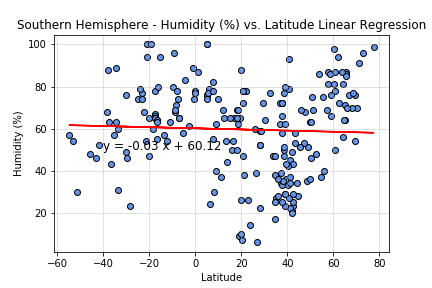 Southern Hemisphere - Humidity (%) vs. Latitude Linear Regression
100
80
60
40
20
Humidity (%)
y = -0.03 x + 60.12
−60 −40 −20 0 20 40 60 80
Latitude